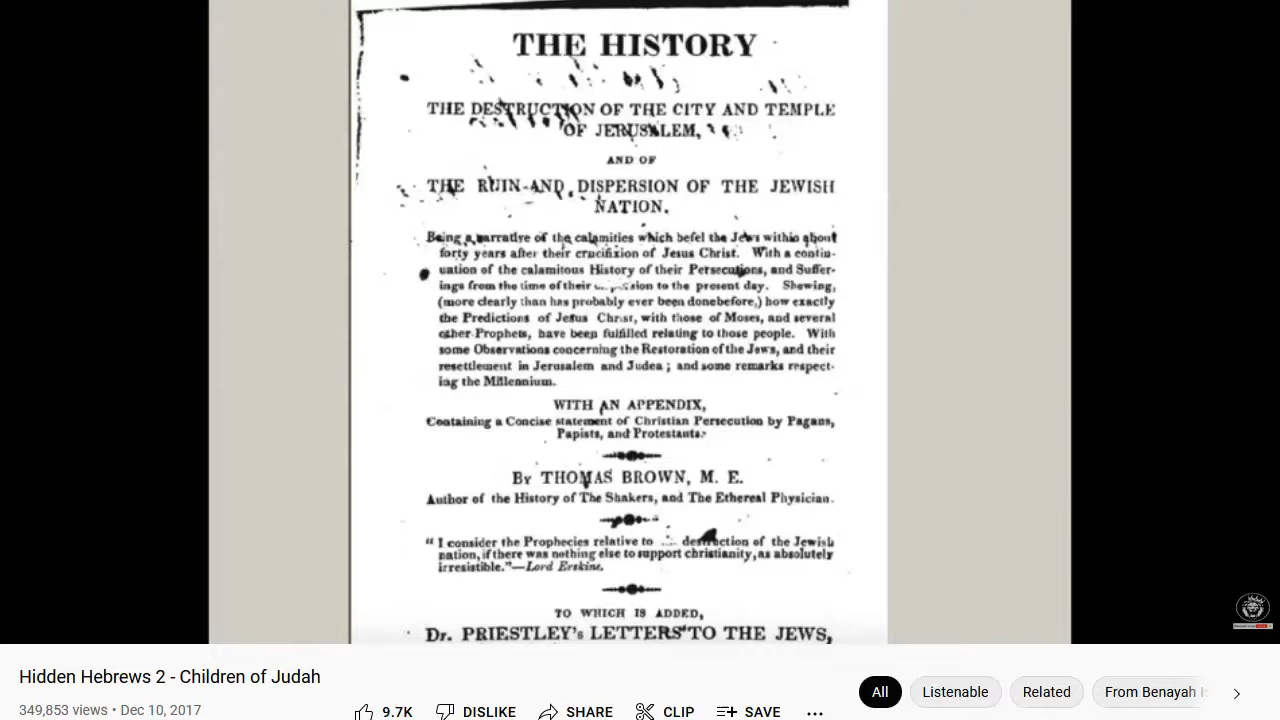 THE HISTORY
THE DESTRUCTION OF THE CITY AND TEMPLE
OF JERUSALEM,
AND OF
THE RUIN AND DISPERSION OF THE JEWISH
NATION.
Being a narrative of the calamities which befel the Jews within about
forty years after their crucifixion of Jesus Christ. With a contin-
uation of the calamitous History of their Persecutions, and Suffer-
ings from the time of their to the present day. Shewing,
(more clearly than has probably ever been donebefore,) how exactly
the Predictions of Jesus Christ, with those of Moses, and several
other Prophets, have been fulfilled relating to those people. With
some Observations concerning the Restoration of the Jews, and their
resettlement in Jerusalem and Judea; and some remarks respect-
ing the Millennium.
WITH AN APPENDIX,
Containing a Concise statement of Christian Persecution by Pagans,
Papists, and Protestants.
By THOMAS BROWN, M. E.
Author of the History of The Shakers, and The Ethereal Physician.
" I consider the Prophecies relative to destruction of the Jewish
nation, if there was nothing else to support christianity, as absolutely
irresistible."—Lord Erskine.
TO WHICH IS ADDED,
Dr. PRIESTLEY's LETTERS TO THE JEWS,
Hidden Hebrews 2 - Children of Judah
349,853 views • Dec 10, 2017
9.7K DISLIKE SHARE CLIP SAVE ...
All Listenable Related From Benayah